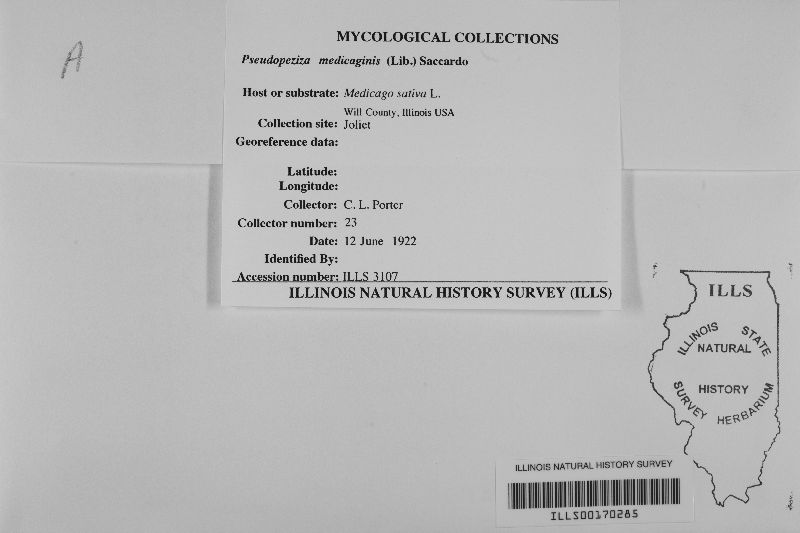 A
MYCOLOGICAL COLLECTIONS
Pseudopeziza medicaginis (Lib.) Saccardo
Host or substrate: Medicago sativa L.
Will County, Illinois USA
Collection site: Joliet
Georeference data:
Latitude:
Longitude:
Collector: C. L. Porter
Collector number: 23
Date: 12 June 1922
Identified By:
Accession number: ILLS 3107
ILLINOIS NATURAL HISTORY SURVEY (ILLS)
ILLS
ILLINOIS STATE
NATURAL
HISTORY
SURVEY HERBARIUM
ILLINOIS NATURAL HISTORY SURVEY
ILLS00170285